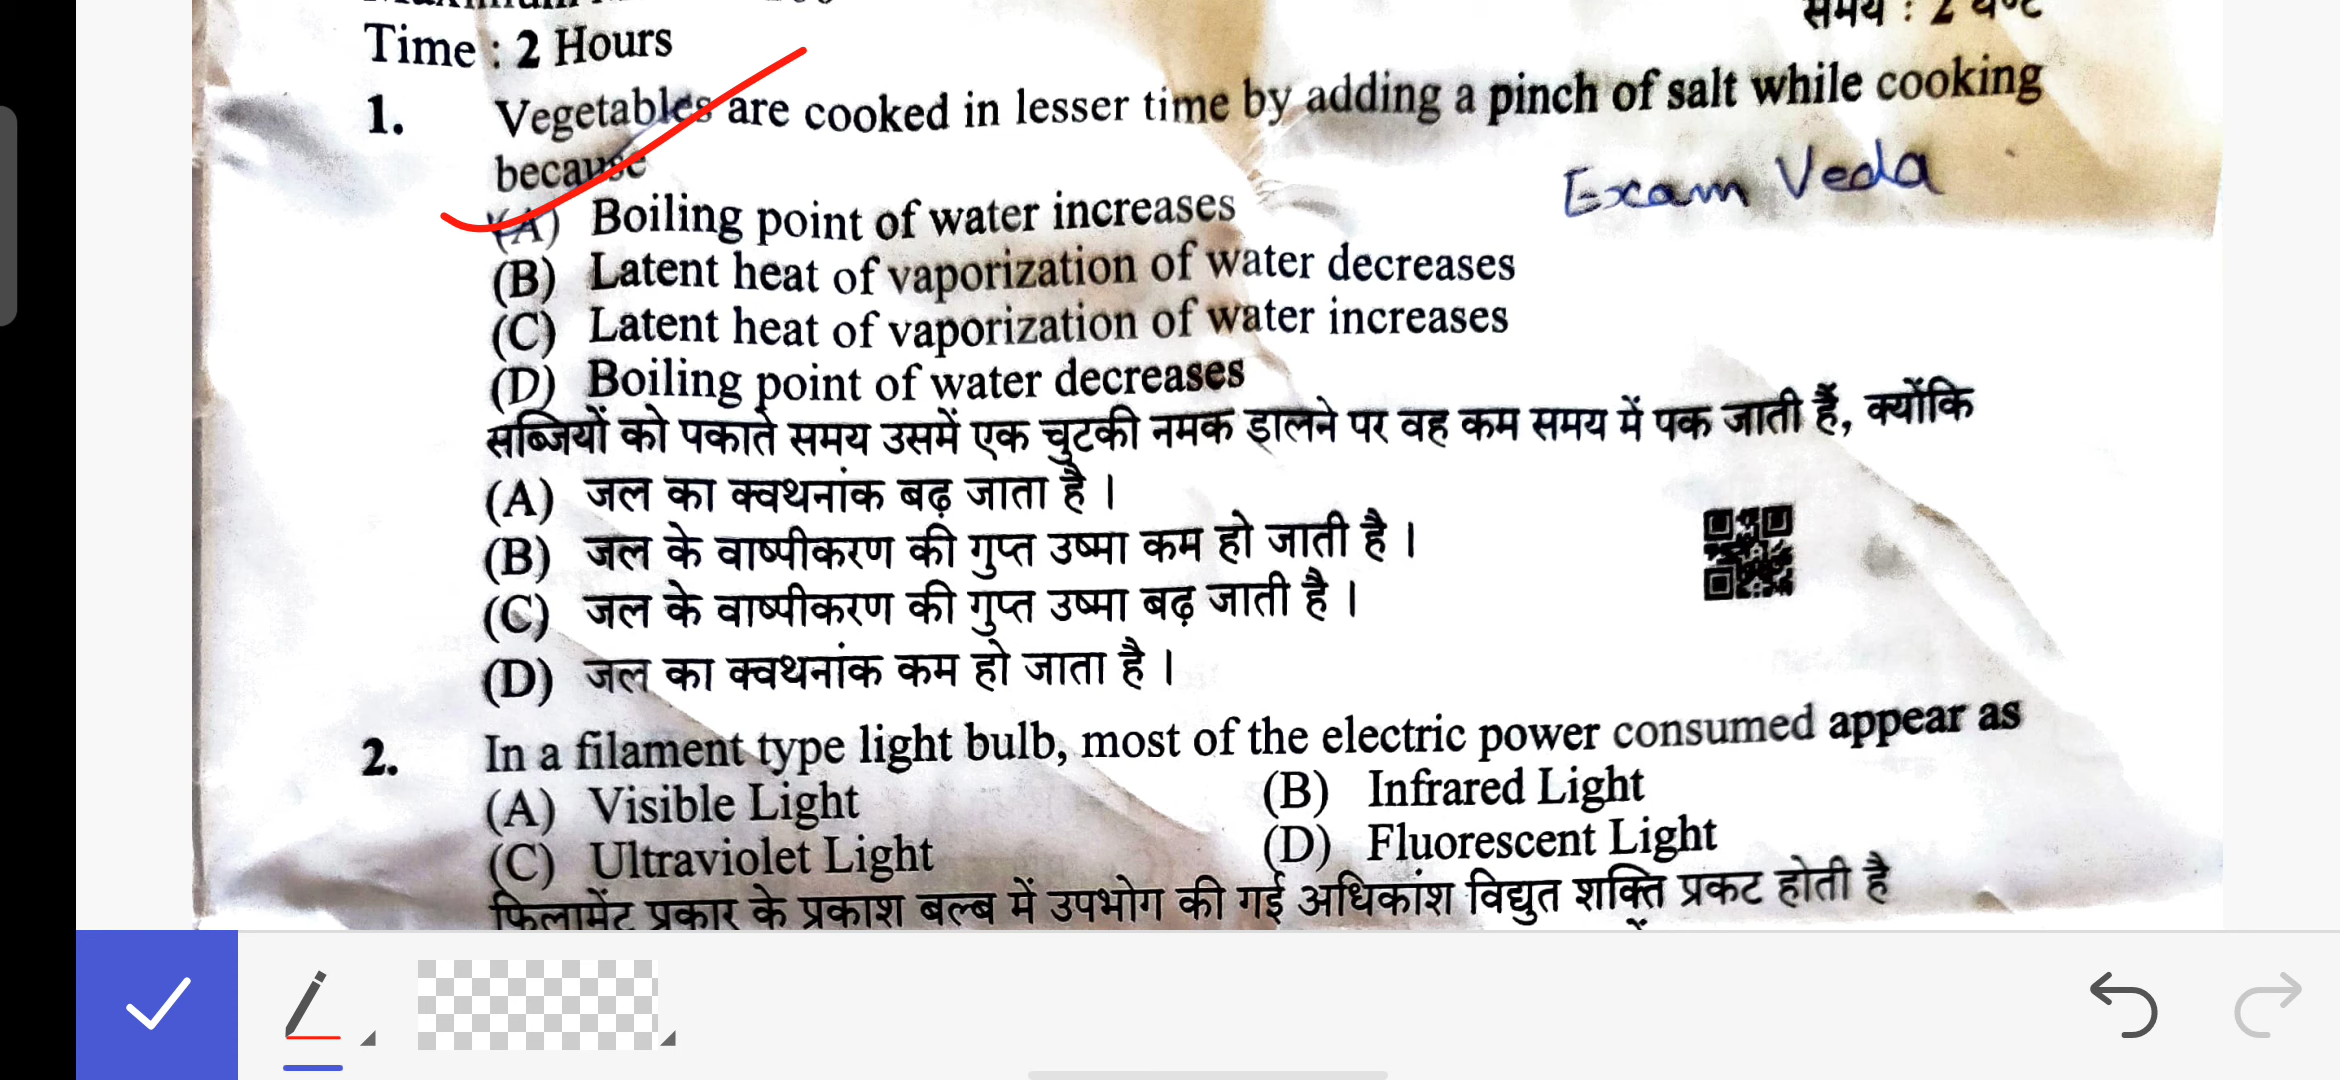 Time : 2 Hours
1. Vegetables are cooked in lesser time by adding a pinch of salt while cooking
because
Exam Veda
(A) Boiling point of water increases
(B) Latent heat of vaporization of water decreases
(C) Latent heat of vaporization of water increases
(D) Boiling point of water decreases
सब्जियों को पकाते समय उसमें एक चुटकी नमक डालने पर वह कम समय में पक जाती हैं, क्योंकि
(A) जल का क्वथनांक बढ़ जाता है ।
(B) जल के वाष्पीकरण की गुप्त उष्मा कम हो जाती है ।
(C) जल के वाष्पीकरण की गुप्त उष्मा बढ़ जाती है ।
(D) जल का क्वथनांक कम हो जाता है ।
2. In a filament type light bulb, most of the electric power consumed appear as
(A) Visible Light (B) Infrared Light
(C) Ultraviolet Light (D) Fluorescent Light
फिलामेंट प्रकार के प्रकाश बल्ब में उपभोग की गई अधिकांश विद्युत शक्ति प्रकट होती है